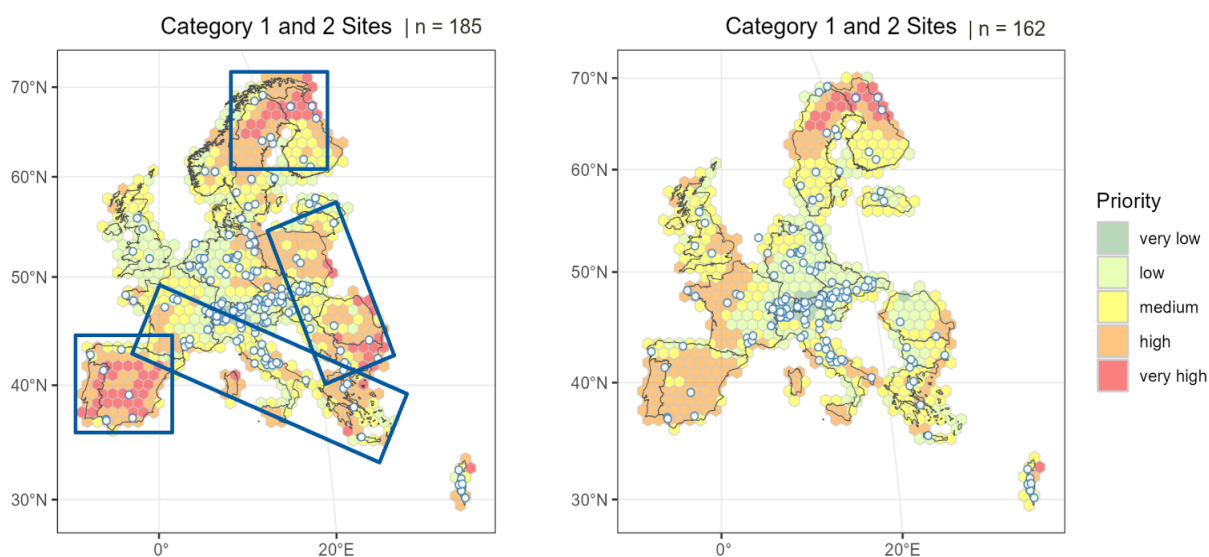 Category 1 and 2 Sites | n = 185
Category 1 and 2 Sites | n = 162
70°N
60°N
50°N
40°N
30°N
0°
20°E
70°N
60°N
50°N
40°N
30°N
0°
20°E
Priority
very low
low
medium
high
very high